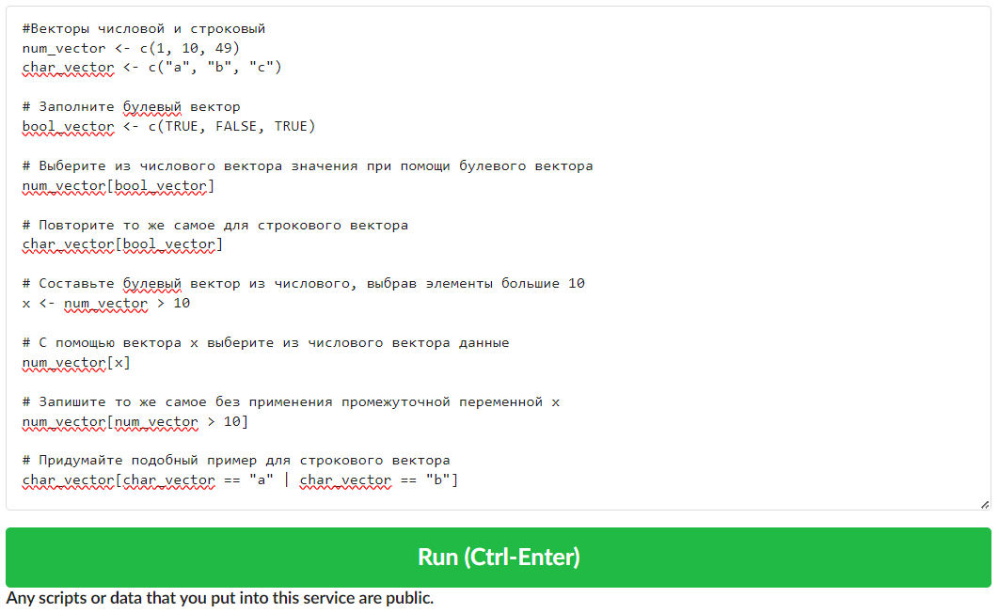 #Векторы числовой и строковый
num_vector <- c(1, 10, 49)
char_vector <- c("a", "b", "c")
# Заполните булевый вектор
bool_vector <- c(TRUE, FALSE, TRUE)
# Выберите из числового вектора значения при помощи булевого вектора
num_vector[bool_vector]
# Повторите то же самое для строкового вектора
char_vector[bool_vector]
# Составьте булевый вектор из числового, выбрав элементы большие 10
x <- num_vector > 10
# С помощью вектора x выберите из числового вектора данные
num_vector[x]
# Запишите то же самое без применения промежуточной переменной x
num_vector[num_vector > 10]
# Придумайте подобный пример для строкового вектора
char_vector[char_vector == "a" | char_vector == "b"]
Run (Ctrl-Enter)
Any scripts or data that you put into this service are public.